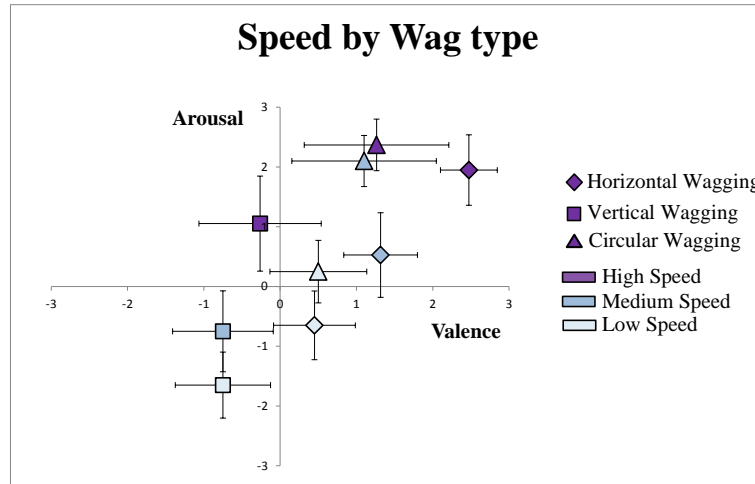 Speed by Wag type
Arousal
3
2
1
0
-3
-2
-1
0
1
2
3
Valence
-1
-2
-3
Horizontal Wagging
Vertical Wagging
Circular Wagging
High Speed
Medium Speed
Low Speed